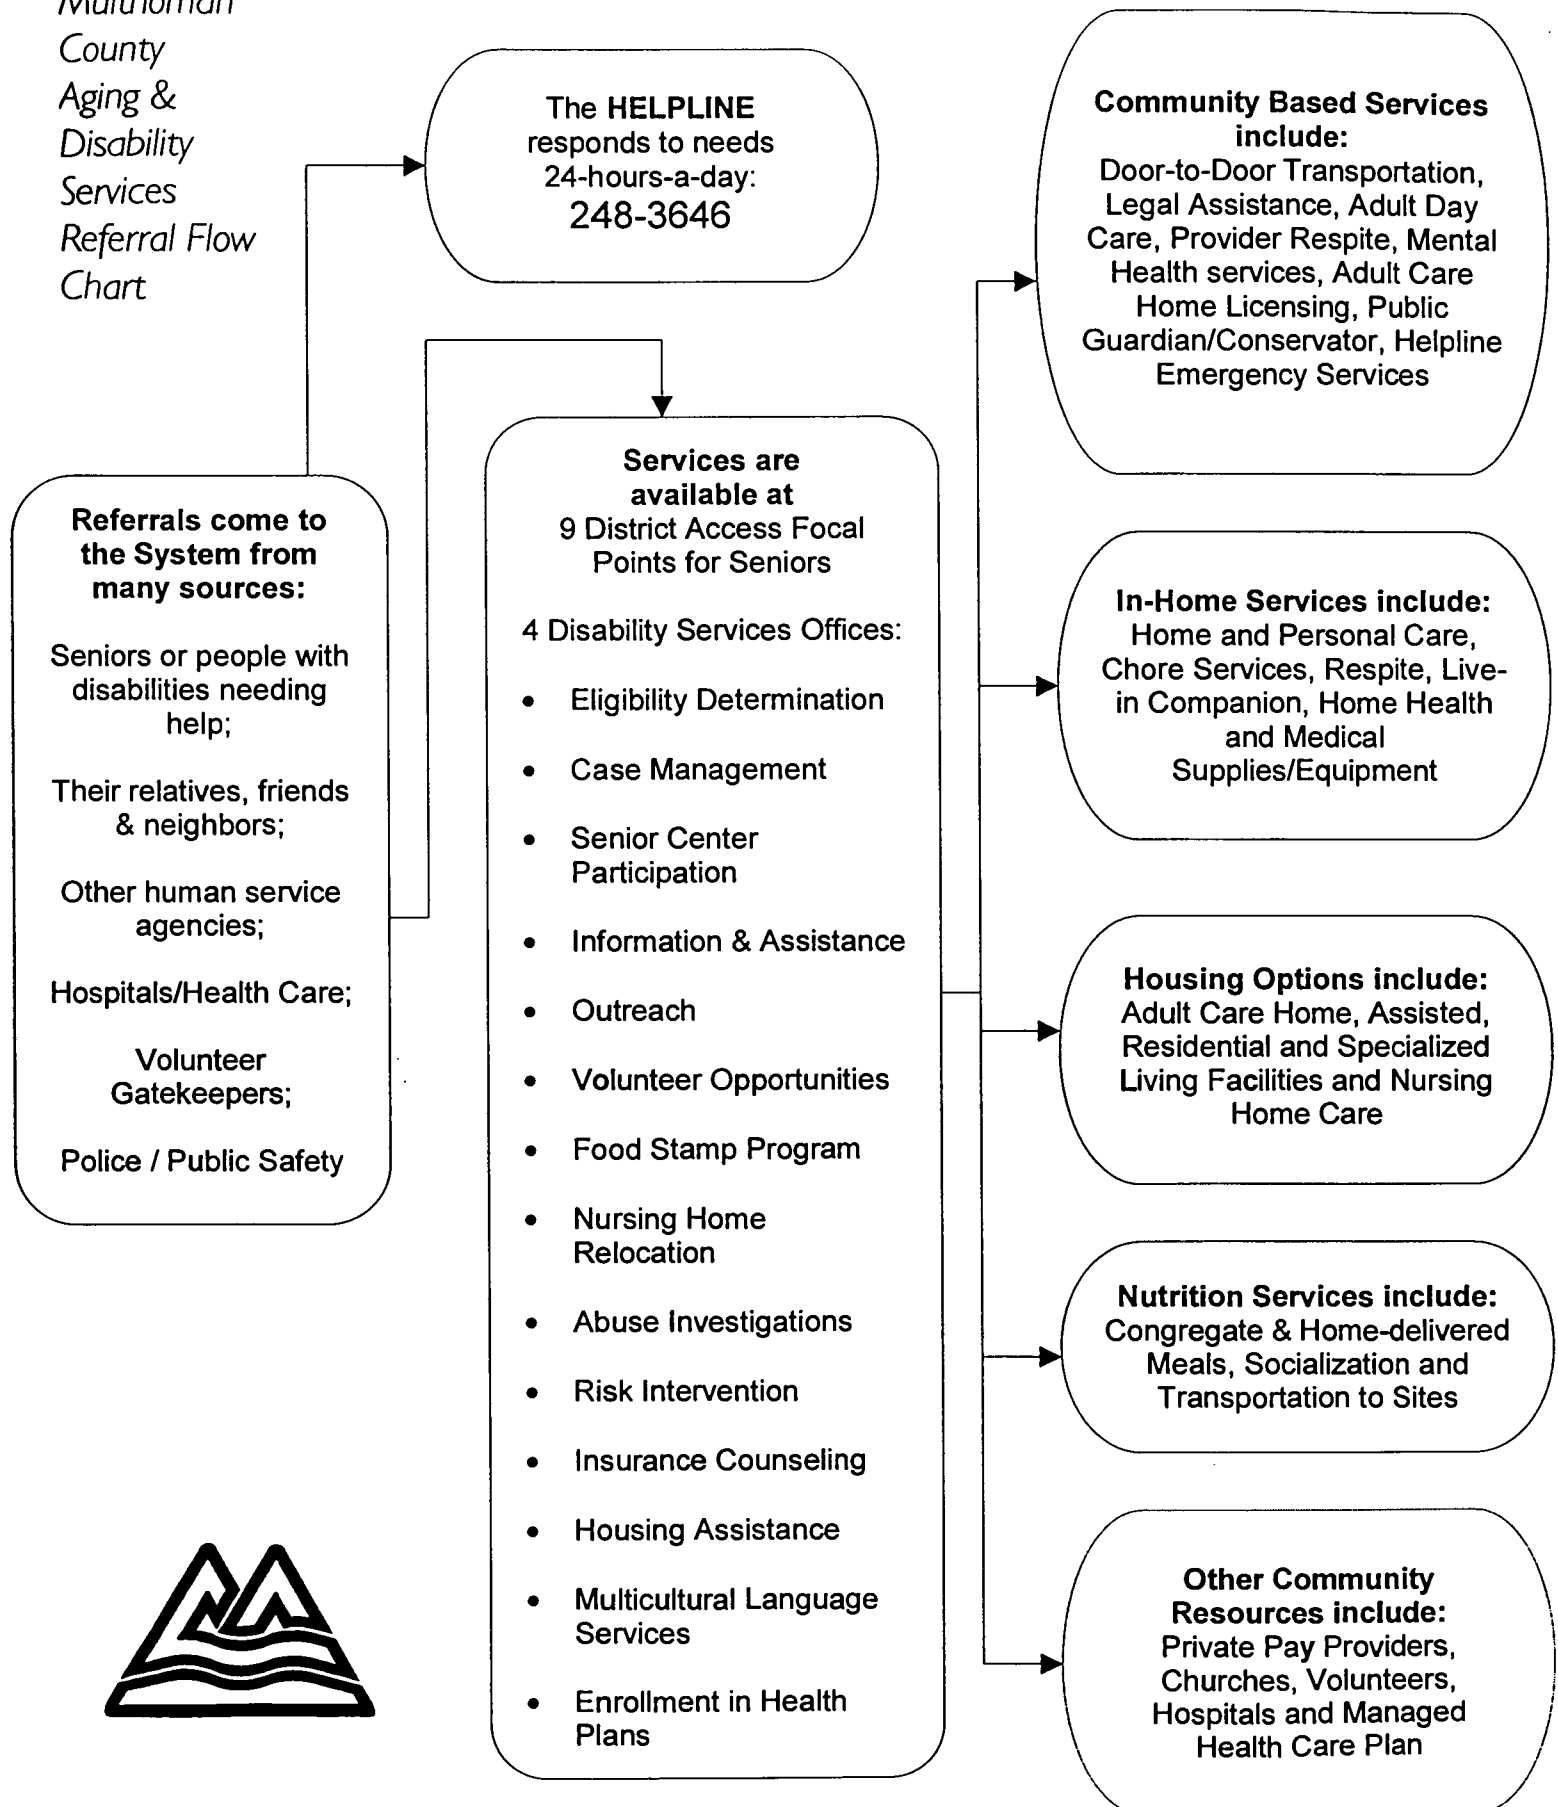 County
Aging &
Disability
Services
Referral Flow
Chart
The HELPLINE
responds to needs
24-hours-a-day:
248-3646
Referrals come to
the System from
many sources:
Seniors or people with
disabilities needing
help;
Their relatives, friends
& neighbors;
Other human service
agencies;
Hospitals/Health Care;
Volunteer
Gatekeepers;
Police / Public Safety
Services are
available at
9 District Access Focal
Points for Seniors
4 Disability Services Offices:
• Eligibility Determination
• Case Management
• Senior Center
Participation
• Information & Assistance
• Outreach
• Volunteer Opportunities
• Food Stamp Program
• Nursing Home
Relocation
• Abuse Investigations
• Risk Intervention
• Insurance Counseling
• Housing Assistance
• Multicultural Language
Services
• Enrollment in Health
Plans
Community Based Services
include:
Door-to-Door Transportation,
Legal Assistance, Adult Day
Care, Provider Respite, Mental
Health services, Adult Care
Home Licensing, Public
Guardian/Conservator, Helpline
Emergency Services
In-Home Services include:
Home and Personal Care,
Chore Services, Respite, Live-
in Companion, Home Health
and Medical
Supplies/Equipment
Housing Options include:
Adult Care Home, Assisted,
Residential and Specialized
Living Facilities and Nursing
Home Care
Nutrition Services include:
Congregate & Home-delivered
Meals, Socialization and
Transportation to Sites
Other Community
Resources include:
Private Pay Providers,
Churches, Volunteers,
Hospitals and Managed
Health Care Plan